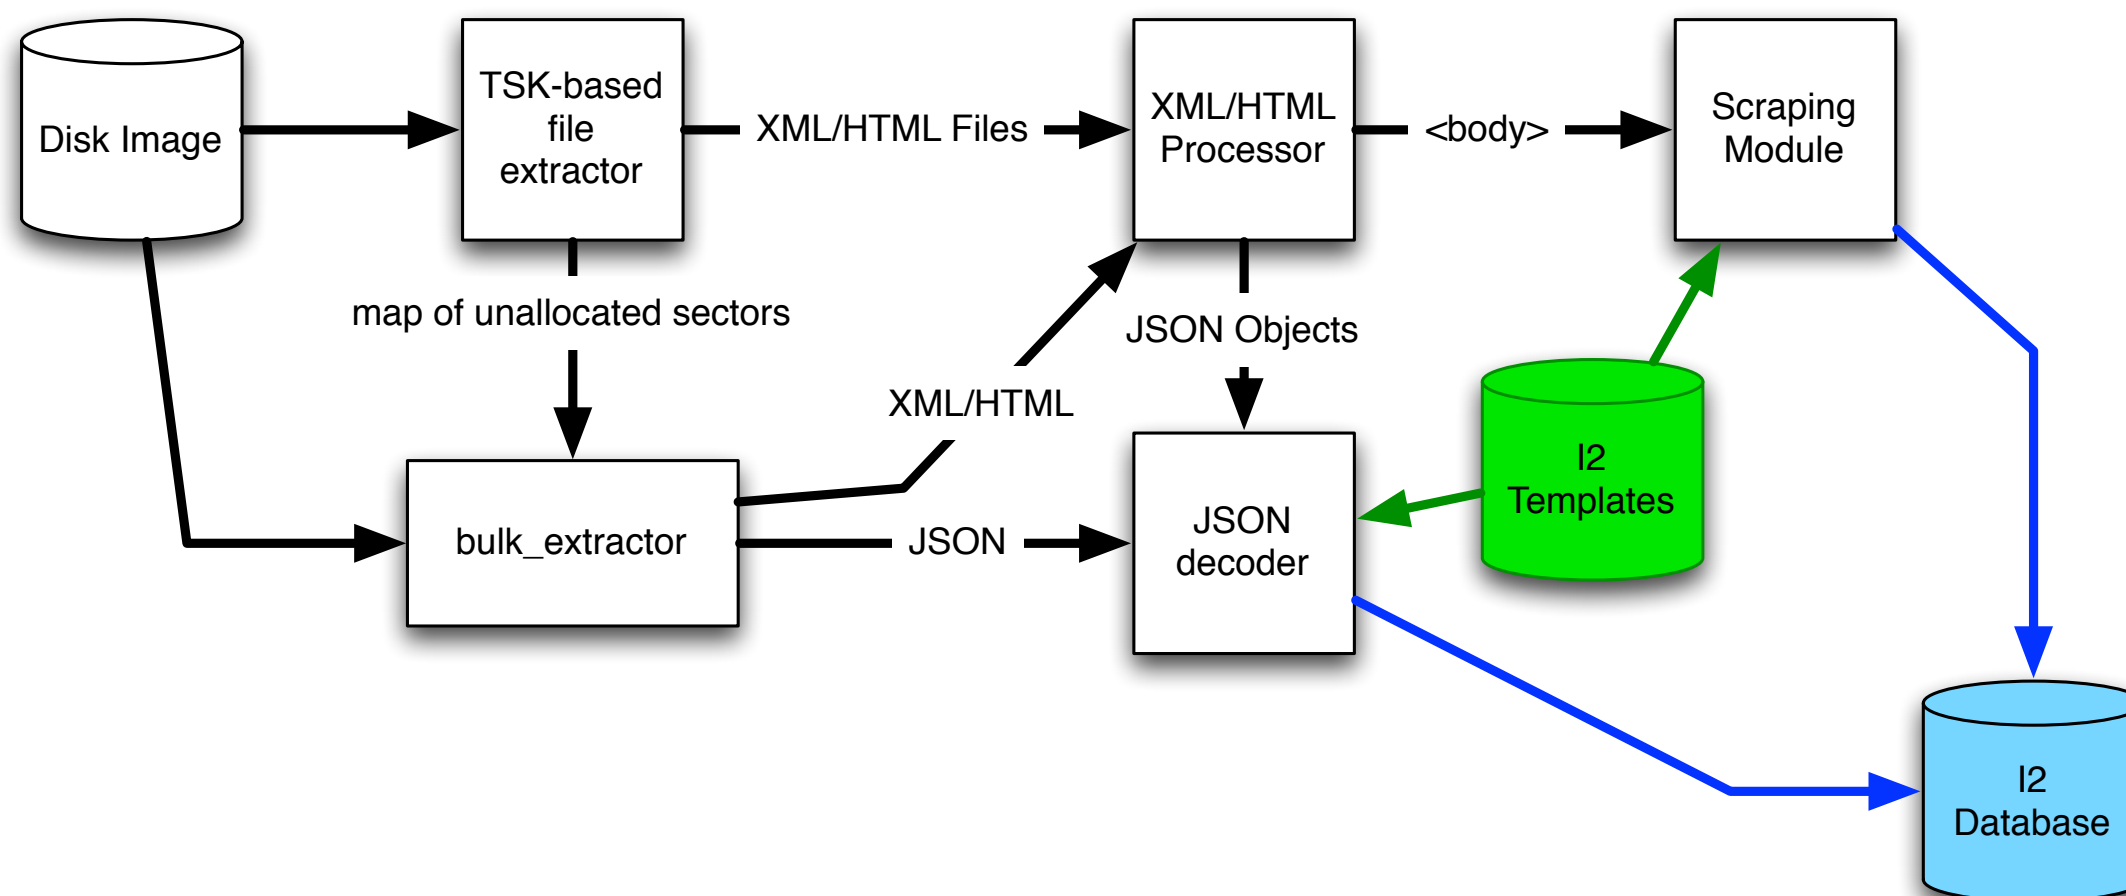 Disk Image
TSK-based
file
extractor
XML/HTML Files
XML/HTML
Processor
<body>
Scraping
Module
map of unallocated sectors
JSON Objects
XML/HTML
I2
Templates
bulk_extractor
JSON
JSON
decoder
I2
Database